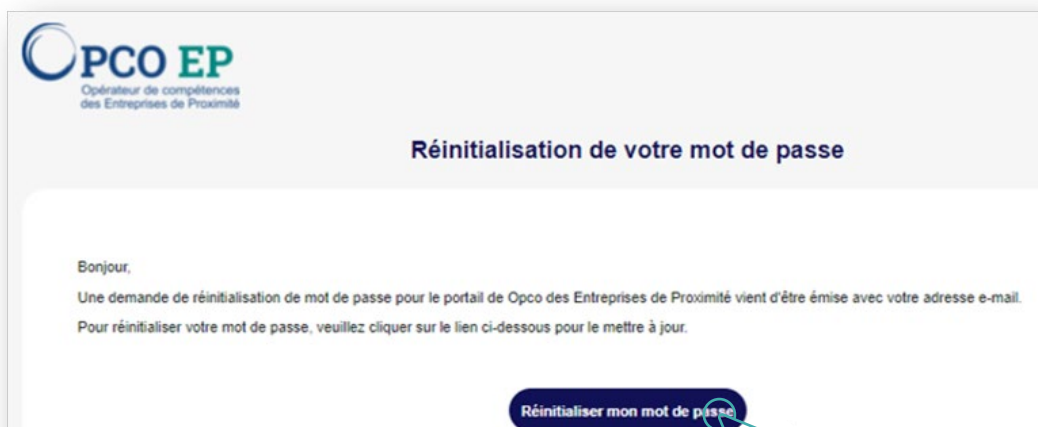 OPCO EP
Opérateur de compétences
des Entreprises de Proximité
Réinitialisation de votre mot de passe
Bonjour,
Une demande de réinitialisation de mot de passe pour le portail de Opco des Entreprises de Proximité vient d'être émise avec votre adresse e-mail.
Pour réinitialiser votre mot de passe, veuillez cliquer sur le lien ci-dessous pour le mettre à jour.
Réinitialiser mon mot de passe